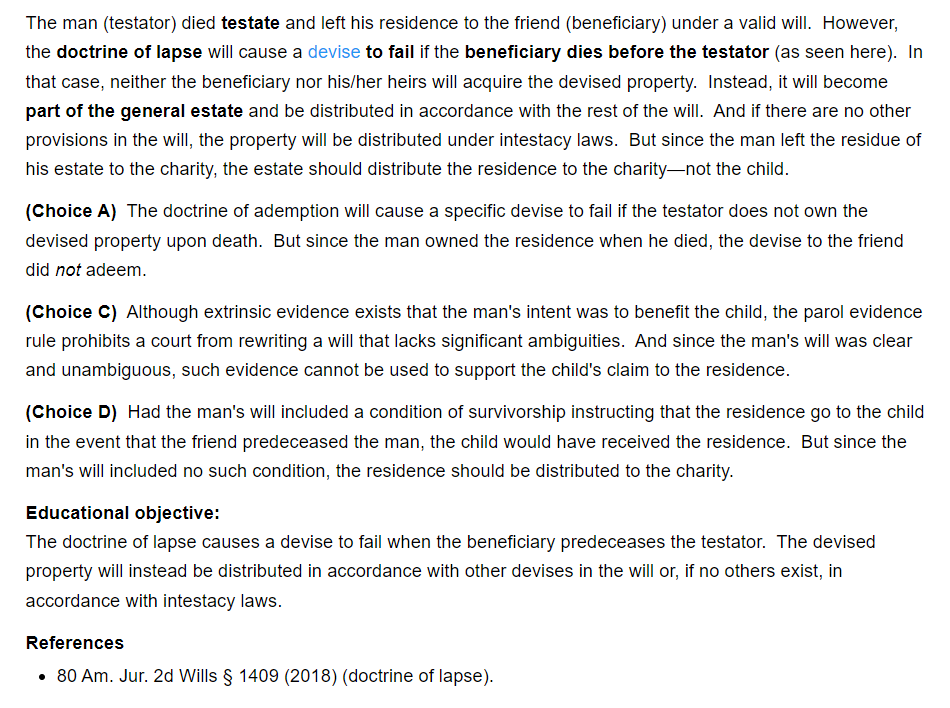 The man (testator) died testate and left his residence to the friend (beneficiary) under a valid will.  However,
the doctrine of lapse will cause a devise to fail if the beneficiary dies before the testator (as seen here).  In
that case, neither the beneficiary nor his/her heirs will acquire the devised property.  Instead, it will become
part of the general estate and be distributed in accordance with the rest of the will.  And if there are no other
provisions in the will, the property will be distributed under intestacy laws.  But since the man left the residue of
his estate to the charity, the estate should distribute the residence to the charity—not the child.
(Choice A)  The doctrine of ademption will cause a specific devise to fail if the testator does not own the
devised property upon death.  But since the man owned the residence when he died, the devise to the friend
did not adeem.
(Choice C)  Although extrinsic evidence exists that the man's intent was to benefit the child, the parol evidence
rule prohibits a court from rewriting a will that lacks significant ambiguities.  And since the man's will was clear
and unambiguous, such evidence cannot be used to support the child's claim to the residence.
(Choice D)  Had the man's will included a condition of survivorship instructing that the residence go to the child
in the event that the friend predeceased the man, the child would have received the residence.  But since the
man's will included no such condition, the residence should be distributed to the charity.
Educational objective:
The doctrine of lapse causes a devise to fail when the beneficiary predeceases the testator.  The devised
property will instead be distributed in accordance with other devises in the will or, if no others exist, in
accordance with intestacy laws.
References
• 80 Am. Jur. 2d Wills § 1409 (2018) (doctrine of lapse).